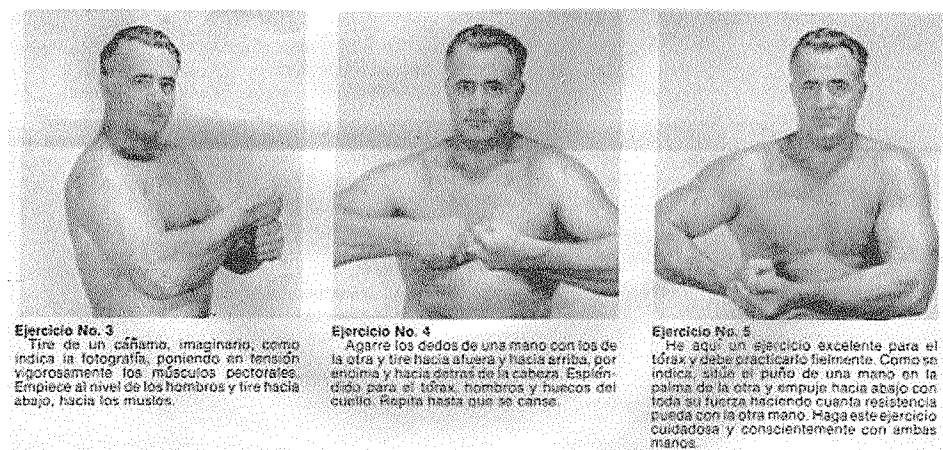 Ejercicio No. 3
Tire de un cáñamo, imaginario, como
indica la fotografía, poniendo en tensión
vigorosamente los músculos pectorales.
Empiece al nivel de los hombros y tire hacia
abajo, hacia los muslos.
Ejercicio No. 4
Agarre los dedos de una mano con los de
la otra y tire hacia afuera y hacia arriba, por
encima y hacia detrás de la cabeza. Esplén-
dido para el tórax, hombros y huecos del
cuello. Repita hasta que se canse.
Ejercicio No. 5
He aquí un ejercicio excelente para el
tórax y debe practicarlo fielmente. Como se
indica, sitúe el puño de una mano en la
palma de la otra y empuje hacia abajo con
toda su fuerza haciendo cuanta resistencia
pueda con la otra mano. Haga este ejercicio
cuidadosa y conscientemente con ambas
manos.